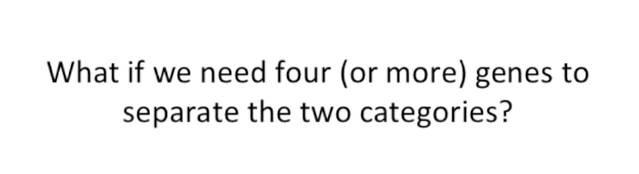 What if we need four (or more) genes to
separate the two categories?